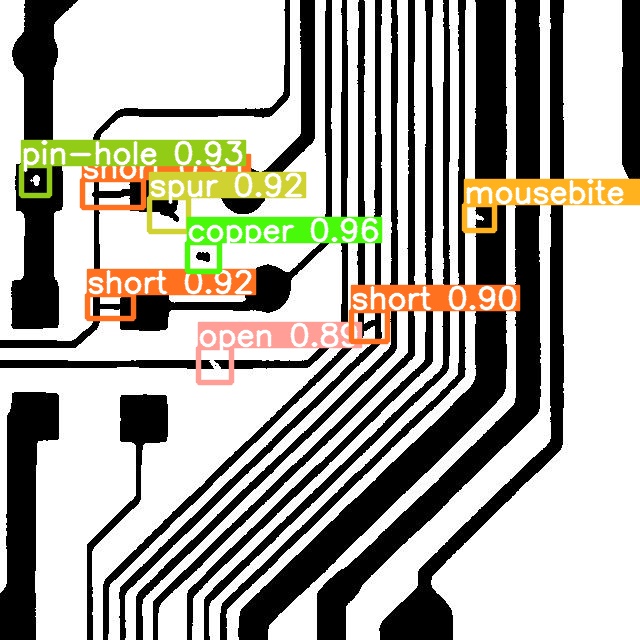 pin-hole 0.93
short
spur 0.92
mousebite
copper 0.96
short 0.92
short 0.90
open 0.89